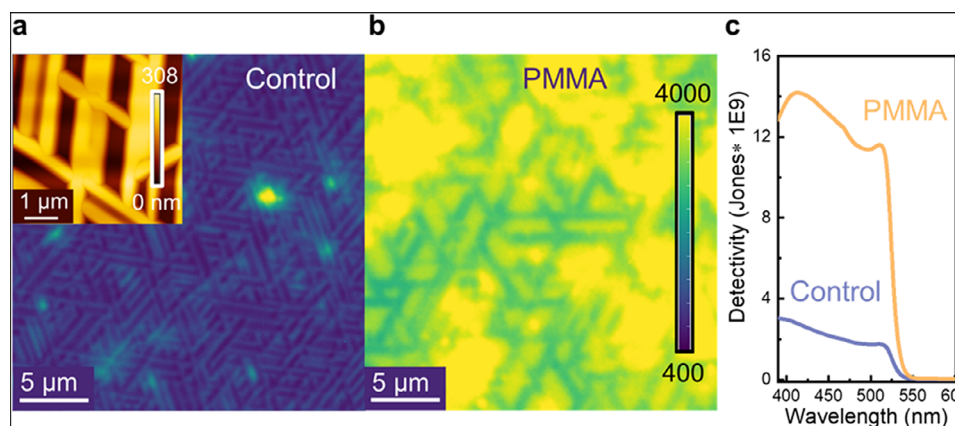 a
308
Control
0 nm
1 μm
5 μm
b
PMMA
4000
400
5 μm
c
16
12
8
4
0
Detectivity (Jones* 1E9)
PMMA
Control
400
450
500
550
Wavelength (nm)